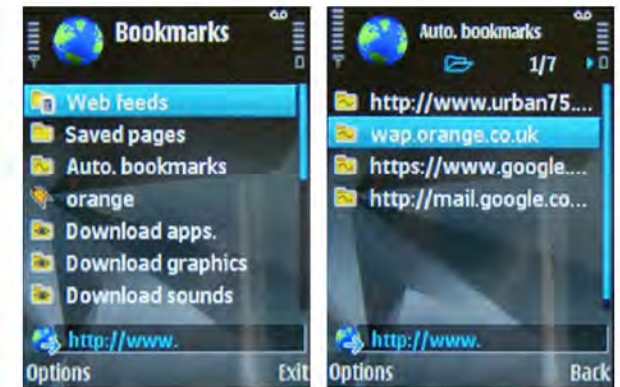 Bookmarks
Web feeds
Saved pages
Auto. bookmarks
orange
Download apps.
Download graphics
Download sounds
http://www.
Options Exit
Auto. bookmarks
1/7
http://www.urban75....
wap.orange.co.uk
https://www.google....
http://mail.google.co...
http://www.
Options Back